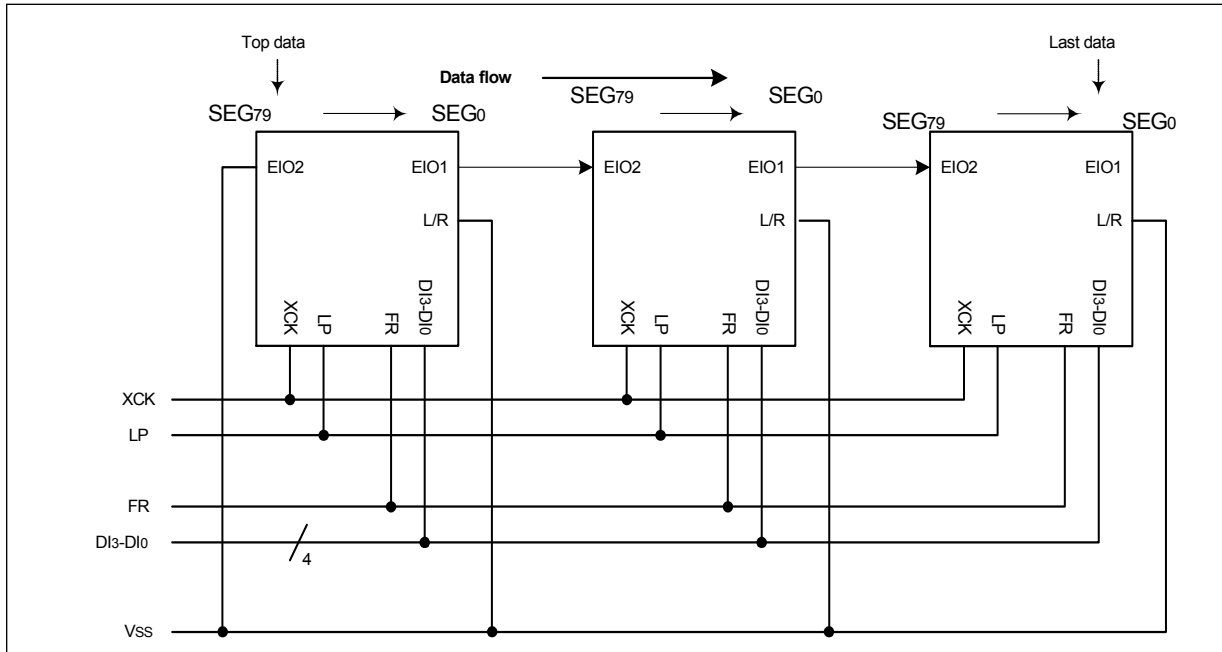 Top data
Last data
Data flow
SEG79
SEG0
SEG79
SEG0
SEG79
SEG0
EIO2
EIO1
EIO2
EIO1
EIO2
EIO1
L/R
L/R
L/R
XCK
LP
FR
DI3-DI0
XCK
LP
FR
DI3-DI0
XCK
LP
FR
DI3-DI0
XCK
LP
FR
DI3-DI0
4
VSS